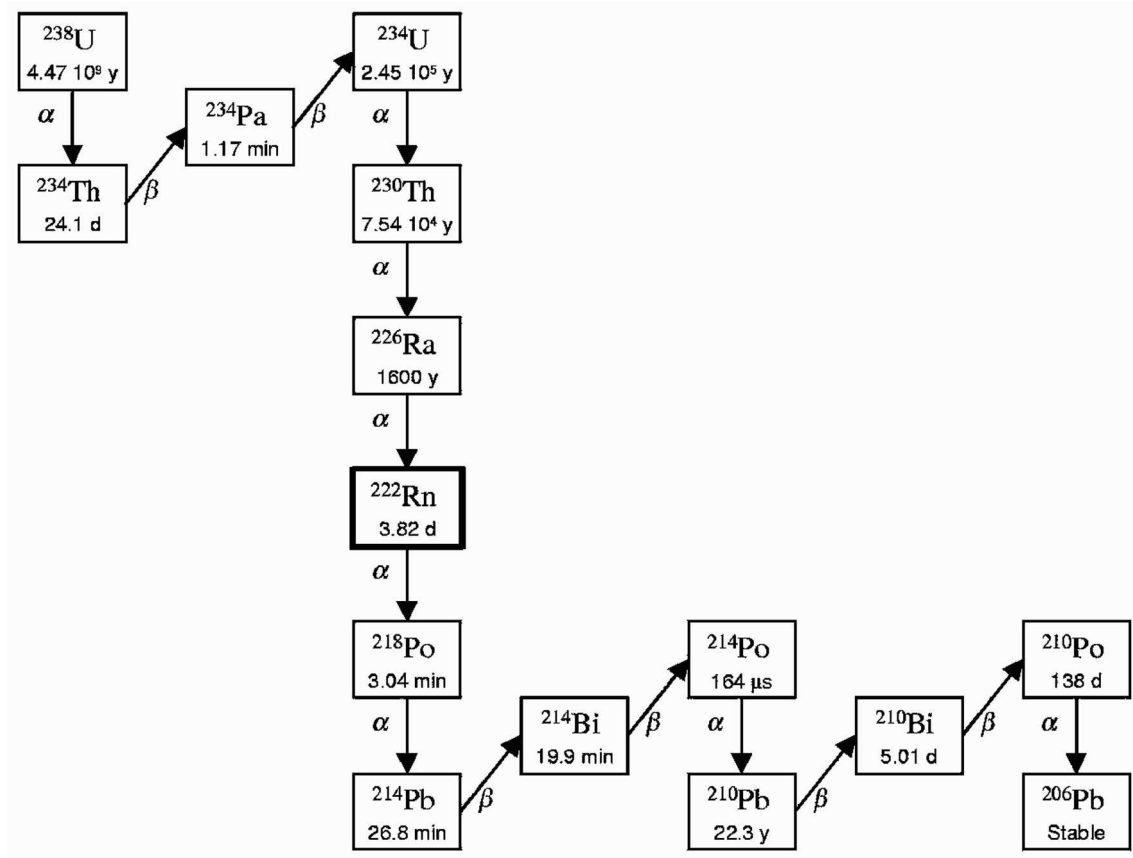 ²³⁸U
4.47 10⁹ y
α
²³⁴Th
24.1 d
β
²³⁴Pa
1.17 min
β
²³⁴U
2.45 10⁵ y
α
²³⁰Th
7.54 10⁴ y
α
²²⁶Ra
1600 y
α
²²²Rn
3.82 d
α
²¹⁸Po
3.04 min
α
²¹⁴Pb
26.8 min
β
²¹⁴Bi
19.9 min
β
²¹⁴Po
164 μs
α
²¹⁰Pb
22.3 y
β
²¹⁰Bi
5.01 d
β
²¹⁰Po
138 d
α
²⁰⁶Pb
Stable